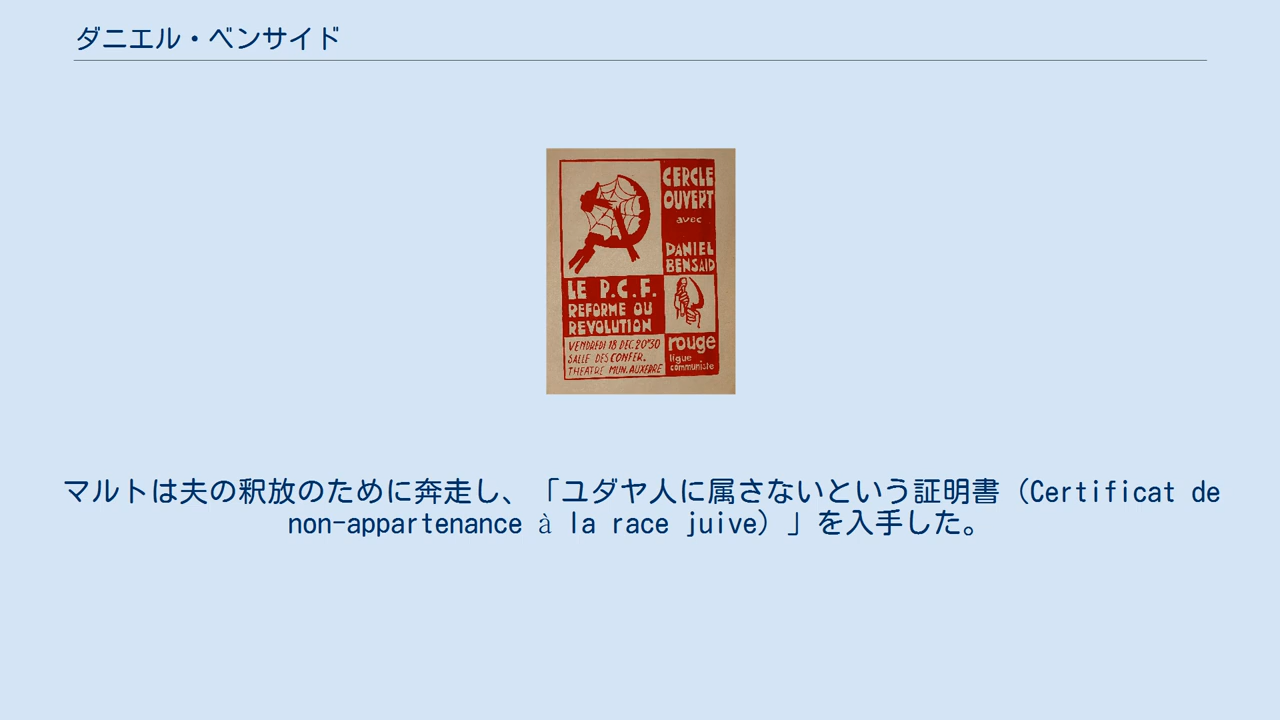 ダニエル・ベンサイド
CERCLE
OUVERT
avec
DANIEL
BENSAID
LE P.C.F.
REFORME OU
REVOLUTION
VENDREDI 18 DEC. 20H30
SALLE DES CONFER.
THEATRE MUN. AUXERRE
rouge
ligue
communiste
マルトは夫の釈放のために奔走し、「ユダヤ人に属さないという証明書（Certificat de
non-appartenance à la race juive）」を入手した。